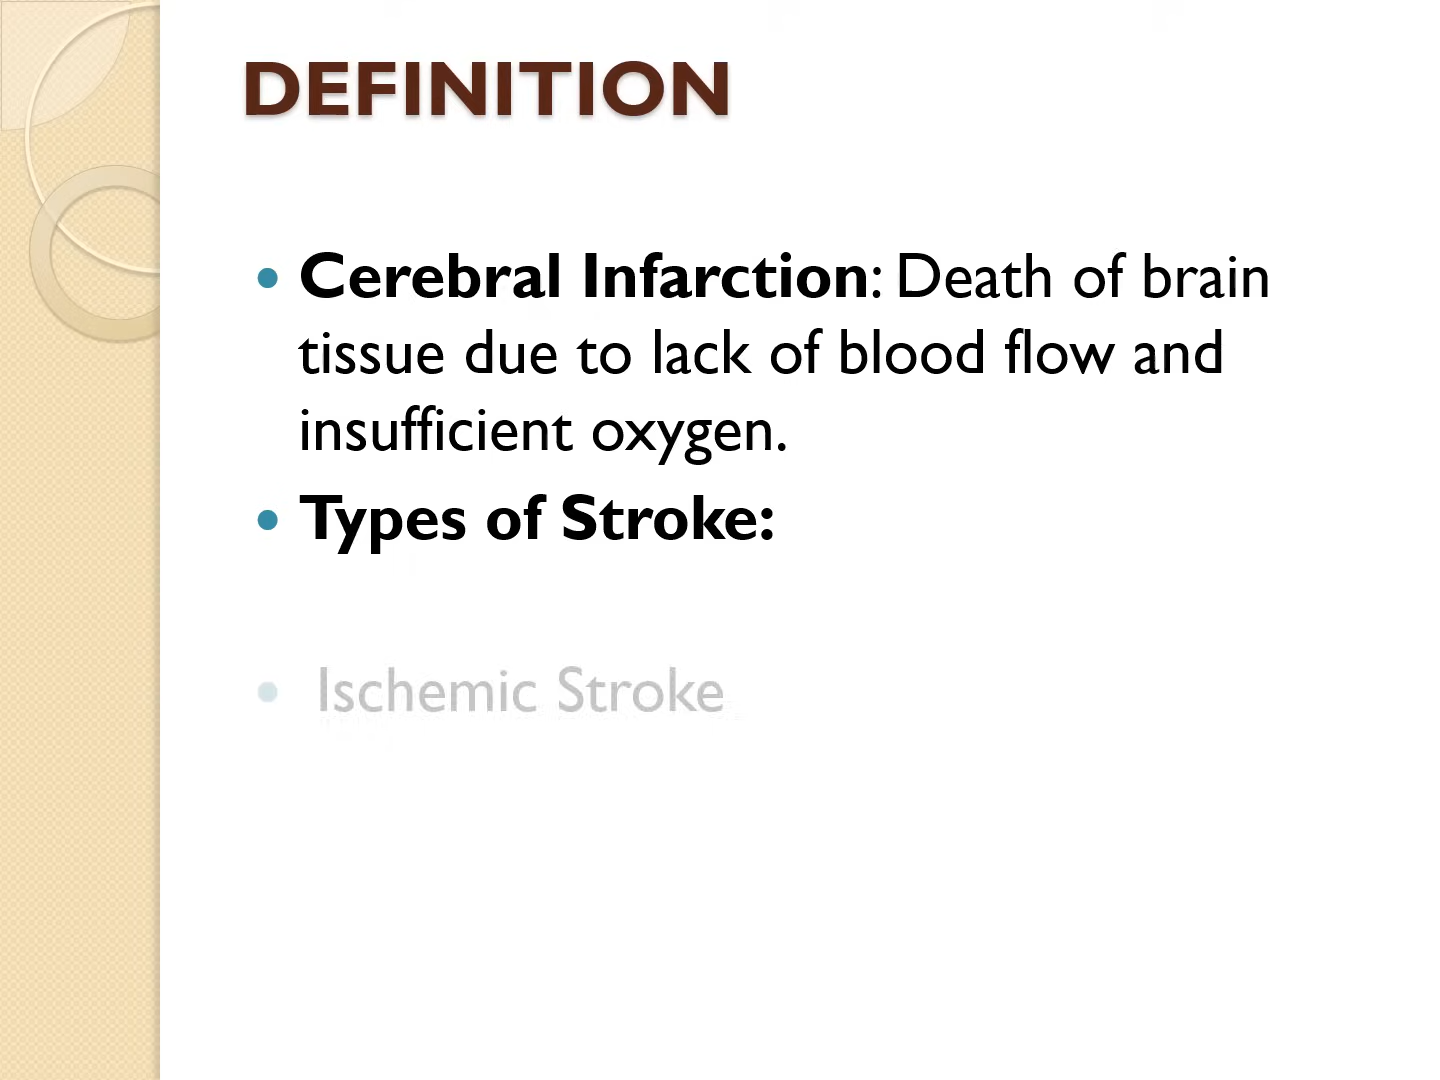 DEFINITION
• Cerebral Infarction: Death of brain
tissue due to lack of blood flow and
insufficient oxygen.
• Types of Stroke:
• Ischemic Stroke